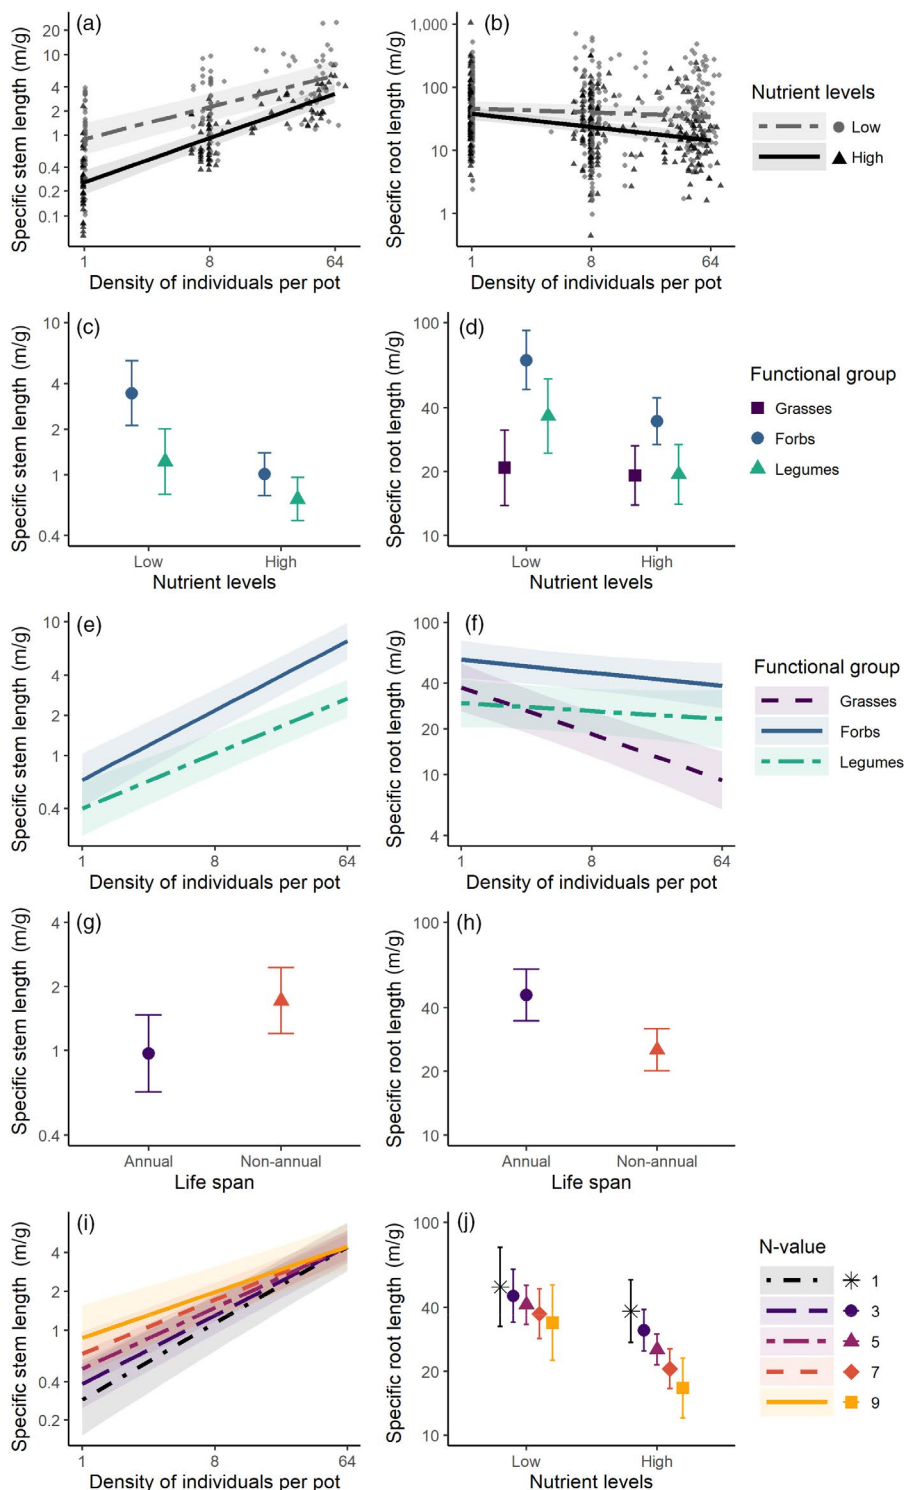 (a)
Specific stem length (m/g)
20
10
4
2
1
0.4
0.2
0.1
1
8
64
Density of individuals per pot
(b)
Specific root length (m/g)
1,000
100
10
1
1
8
64
Density of individuals per pot
Nutrient levels
Low
High
(c)
Specific stem length (m/g)
10
4
2
1
0.4
Low
High
Nutrient levels
(d)
Specific root length (m/g)
100
40
20
10
Low
High
Nutrient levels
Functional group
Grasses
Forbs
Legumes
(e)
Specific stem length (m/g)
10
4
2
1
0.4
1
8
64
Density of individuals per pot
(f)
Specific root length (m/g)
100
40
20
10
4
1
8
64
Density of individuals per pot
Functional group
Grasses
Forbs
Legumes
(g)
Specific stem length (m/g)
4
2
1
0.4
Annual
Non-annual
Life span
(h)
Specific root length (m/g)
100
40
20
10
Annual
Non-annual
Life span
(i)
Specific stem length (m/g)
4
2
1
0.4
0.2
1
8
64
Density of individuals per pot
(j)
Specific root length (m/g)
100
40
20
10
Low
High
Nutrient levels
N-value
1
3
5
7
9